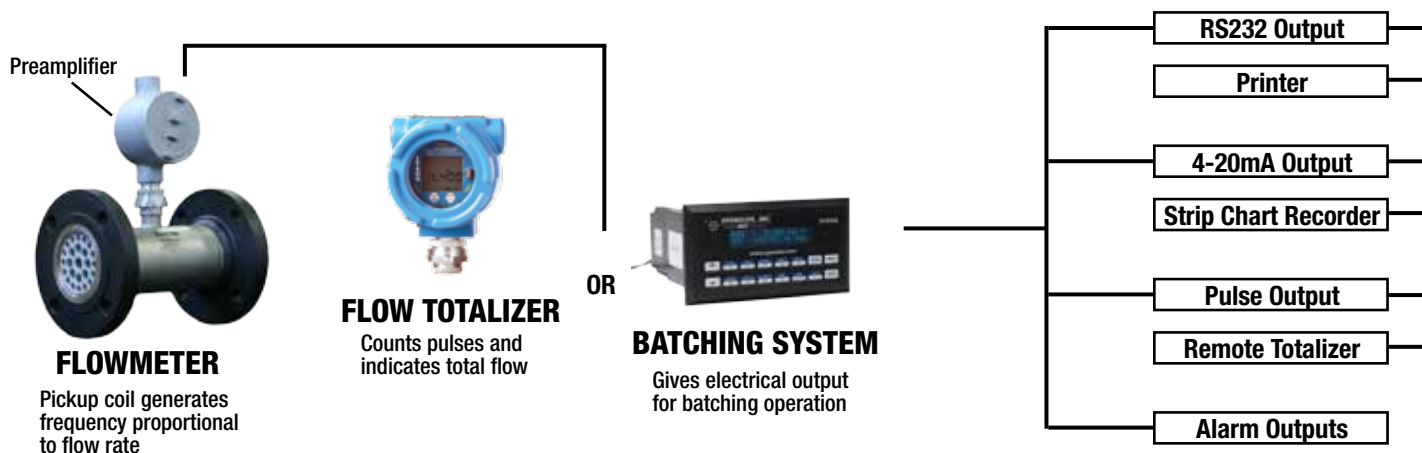 Preamplifier
FLOWMETER
Pickup coil generates
frequency proportional
to flow rate
FLOW TOTALIZER
Counts pulses and
indicates total flow
OR
BATCHING SYSTEM
Gives electrical output
for batching operation
RS232 Output
Printer
4-20mA Output
Strip Chart Recorder
Pulse Output
Remote Totalizer
Alarm Outputs